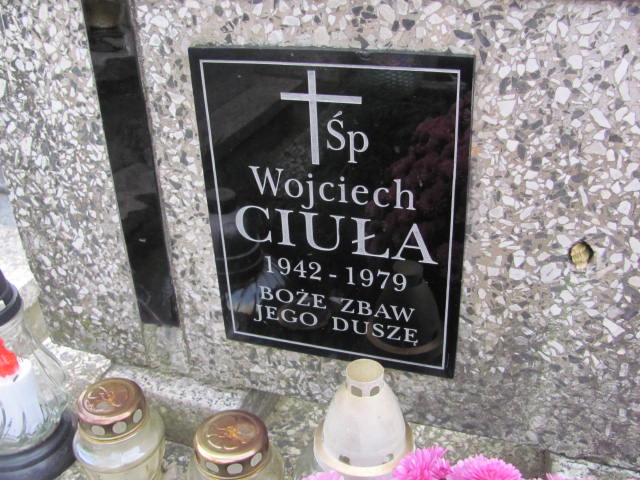 Śp
Wojciech
CIUŁA
1942 - 1979
BOŻE ZBAW
JEGO DUSZĘ